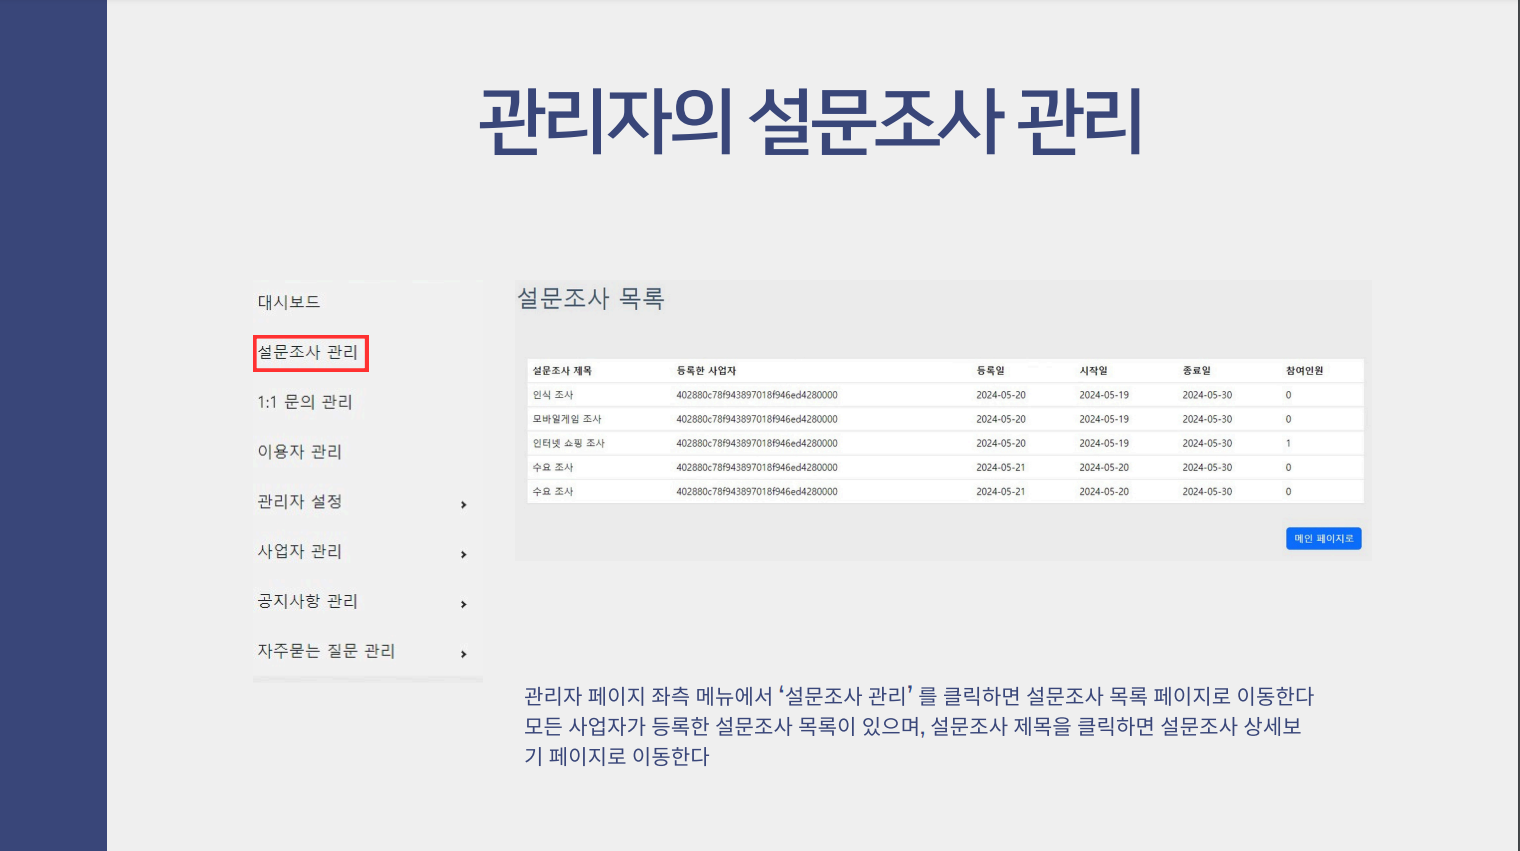 관리자의 설문조사 관리
대시보드
설문조사 관리
1:1 문의 관리
이용자 관리
관리자 설정
사업자 관리
공지사항 관리
자주묻는 질문 관리
설문조사 목록
설문조사 제목 등록한 사업자 등록일 시작일 종료일 참여인원
인식 조사 402880c78f943897018f946ed4280000 2024-05-20 2024-05-19 2024-05-30 0
모바일게임 조사 402880c78f943897018f946ed4280000 2024-05-20 2024-05-19 2024-05-30 0
인터넷 쇼핑 조사 402880c78f943897018f946ed4280000 2024-05-20 2024-05-19 2024-05-30 1
수요 조사 402880c78f943897018f946ed4280000 2024-05-21 2024-05-20 2024-05-30 0
수요 조사 402880c78f943897018f946ed4280000 2024-05-21 2024-05-20 2024-05-30 0
메인 페이지로
관리자 페이지 좌측 메뉴에서 ‘설문조사 관리’ 를 클릭하면 설문조사 목록 페이지로 이동한다
모든 사업자가 등록한 설문조사 목록이 있으며, 설문조사 제목을 클릭하면 설문조사 상세보
기 페이지로 이동한다